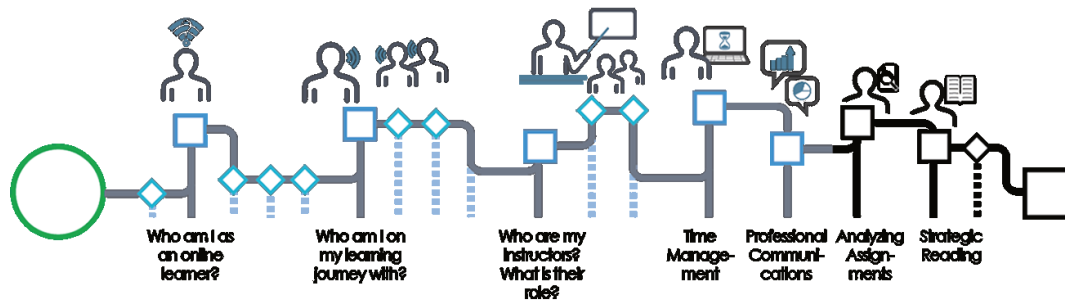 Who am I as
an online
learner?
Who am I on
my learning
journey with?
Who are my
instructors?
What is their
role?
Time
Manage-
ment
Professional
Communi-
cations
Analyzing
Assign-
ments
Strategic
Reading